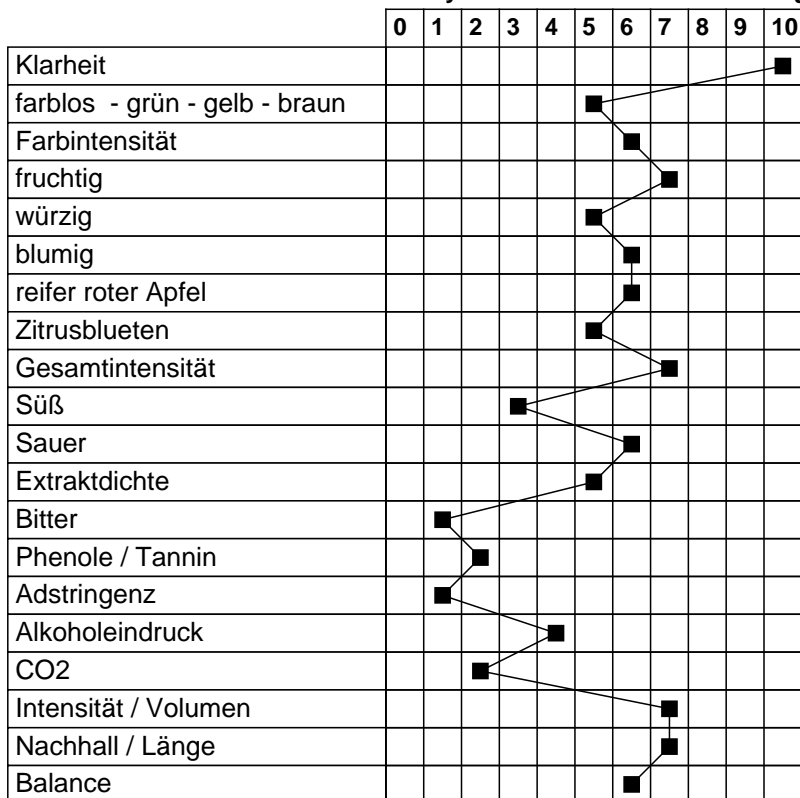 0 1 2 3 4 5 6 7 8 9 10
Klarheit
farblos - grün - gelb - braun
Farbintensität
fruchtig
würzig
blumig
reifer roter Apfel
Zitrusblueten
Gesamtintensität
Süß
Sauer
Extraktdichte
Bitter
Phenole / Tannin
Adstringenz
Alkoholeindruck
CO2
Intensität / Volumen
Nachhall / Länge
Balance